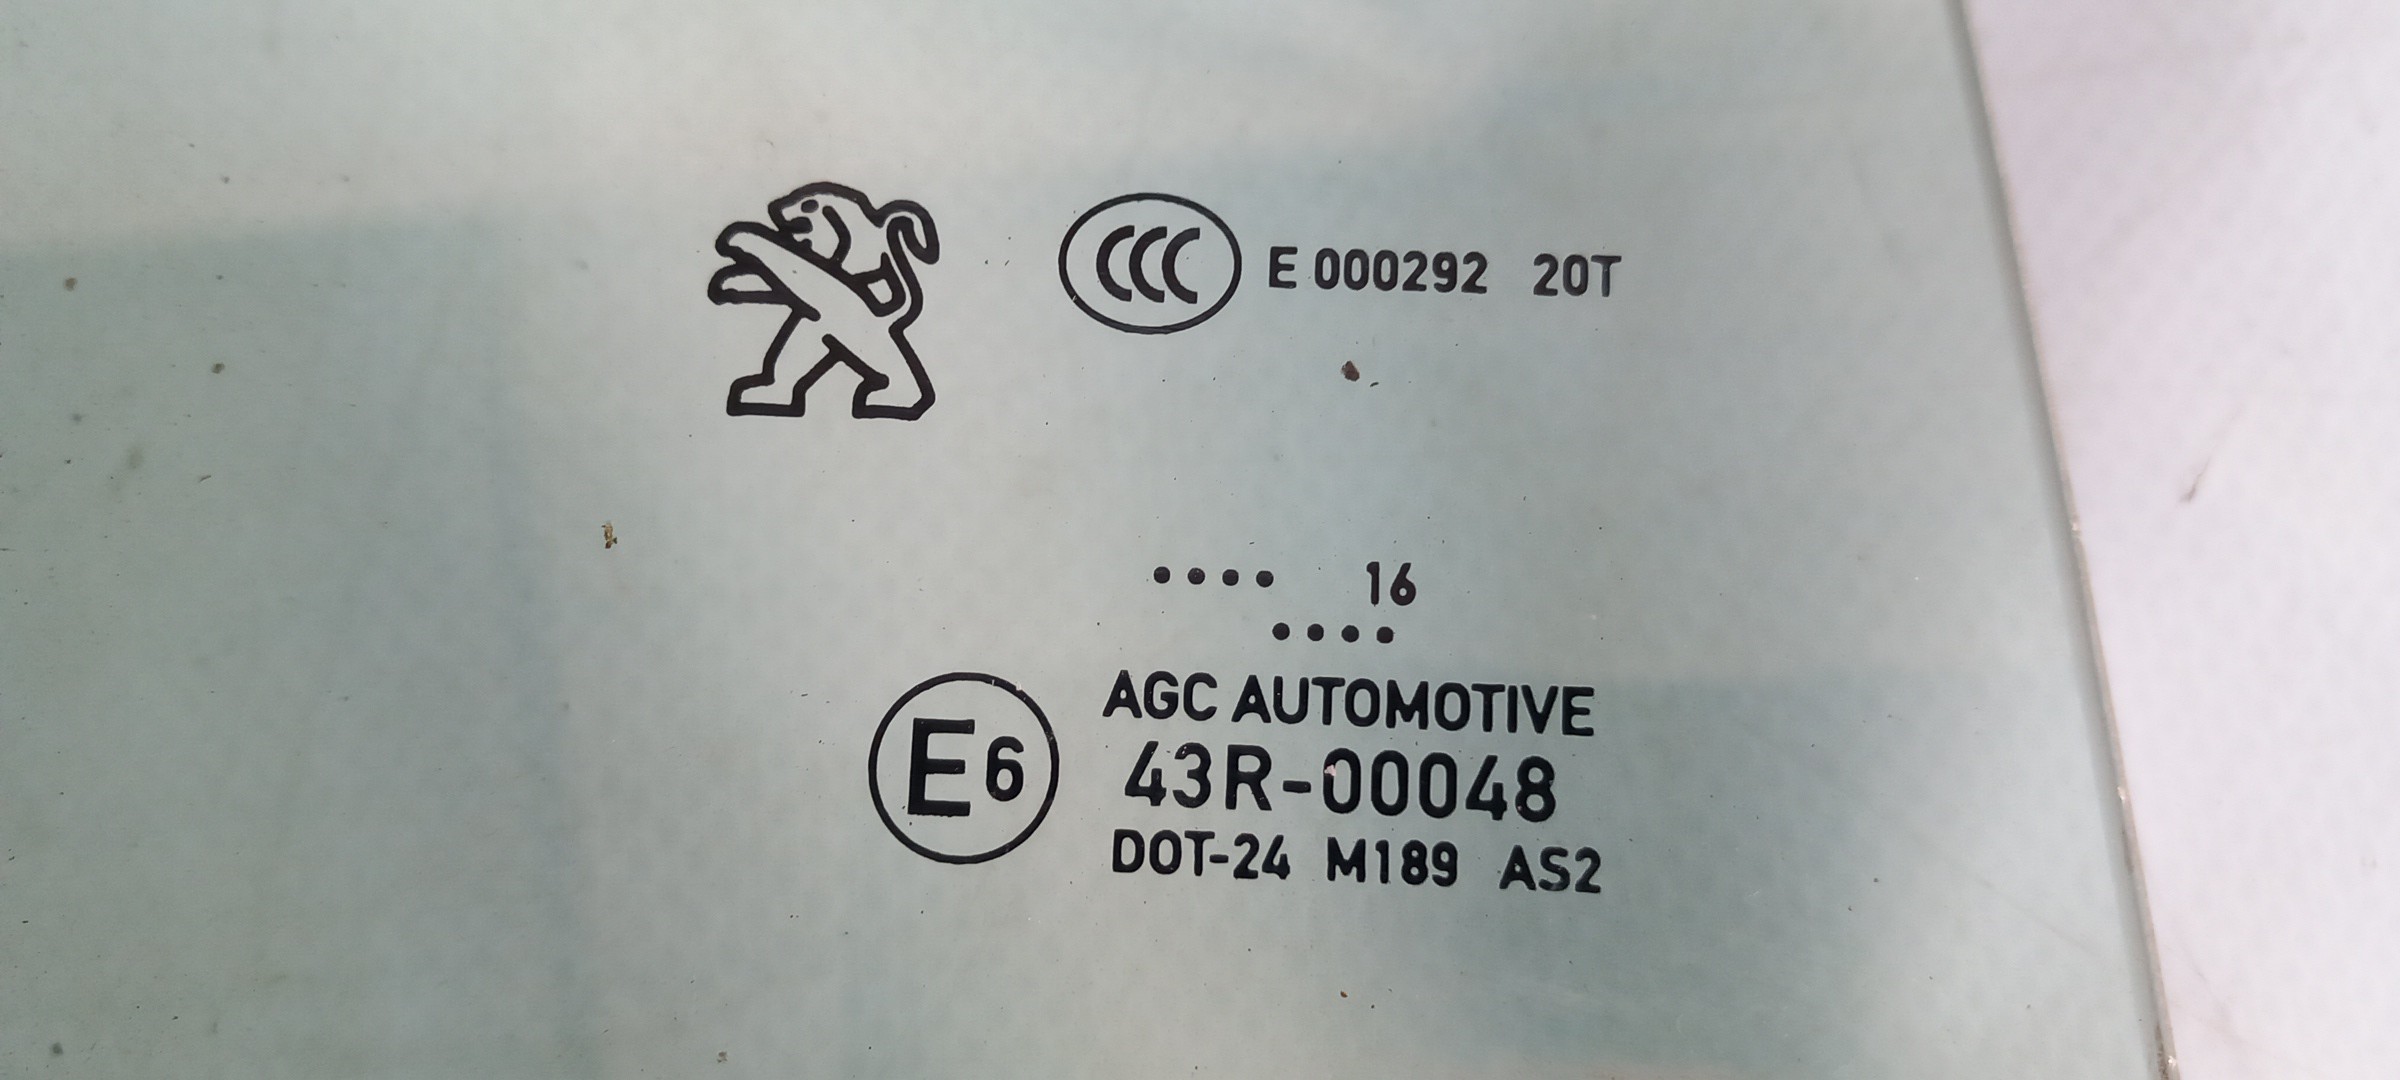 CCC E 000292 20T
.... 16
....
AGC AUTOMOTIVE
E6 43R-00048
DOT-24 M189 AS2